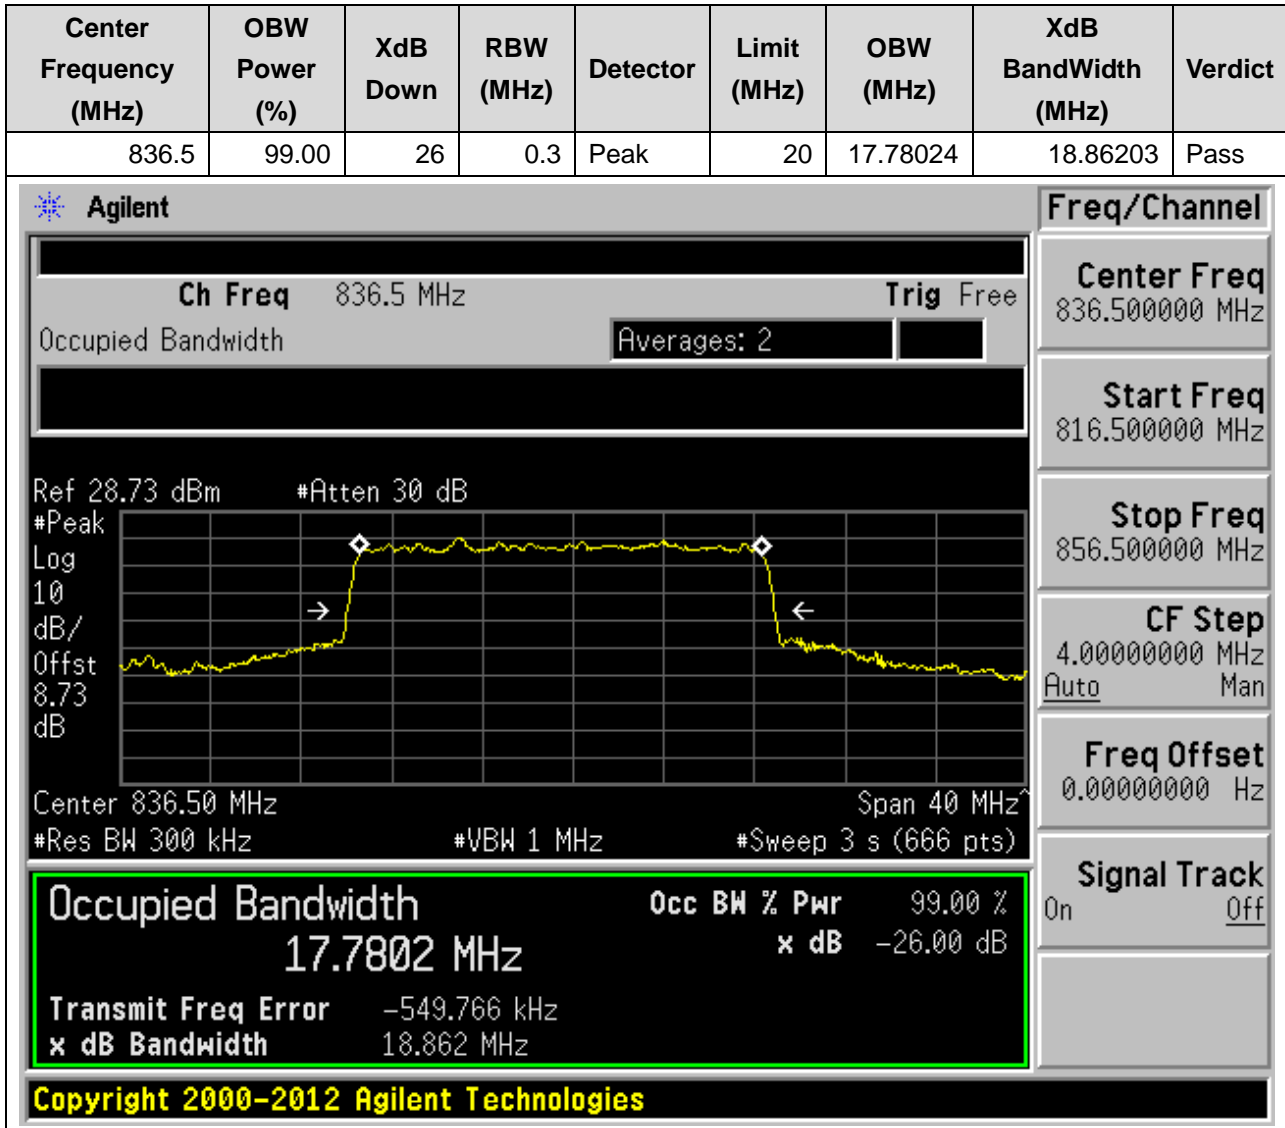 Center Frequency (MHz) OBW Power (%) XdB Down RBW (MHz) Detector Limit (MHz) OBW (MHz) XdB BandWidth (MHz) Verdict
836.5 99.00 26 0.3 Peak 20 17.78024 18.86203 Pass
Agilent
Freq/Channel
Ch Freq 836.5 MHz Trig Free
Occupied Bandwidth Averages: 2
Center Freq
836.500000 MHz
Start Freq
816.500000 MHz
Stop Freq
856.500000 MHz
CF Step
4.00000000 MHz
Auto Man
Freq Offset
0.00000000 Hz
Signal Track
On Off
Ref 28.73 dBm #Atten 30 dB
#Peak
Log
10
dB/
Offst
8.73
dB
Center 836.50 MHz Span 40 MHz^
#Res BW 300 kHz #VBW 1 MHz #Sweep 3 s (666 pts)
Occupied Bandwidth Occ BW % Pwr 99.00 %
17.7802 MHz x dB -26.00 dB
Transmit Freq Error -549.766 kHz
x dB Bandwidth 18.862 MHz
Copyright 2000-2012 Agilent Technologies